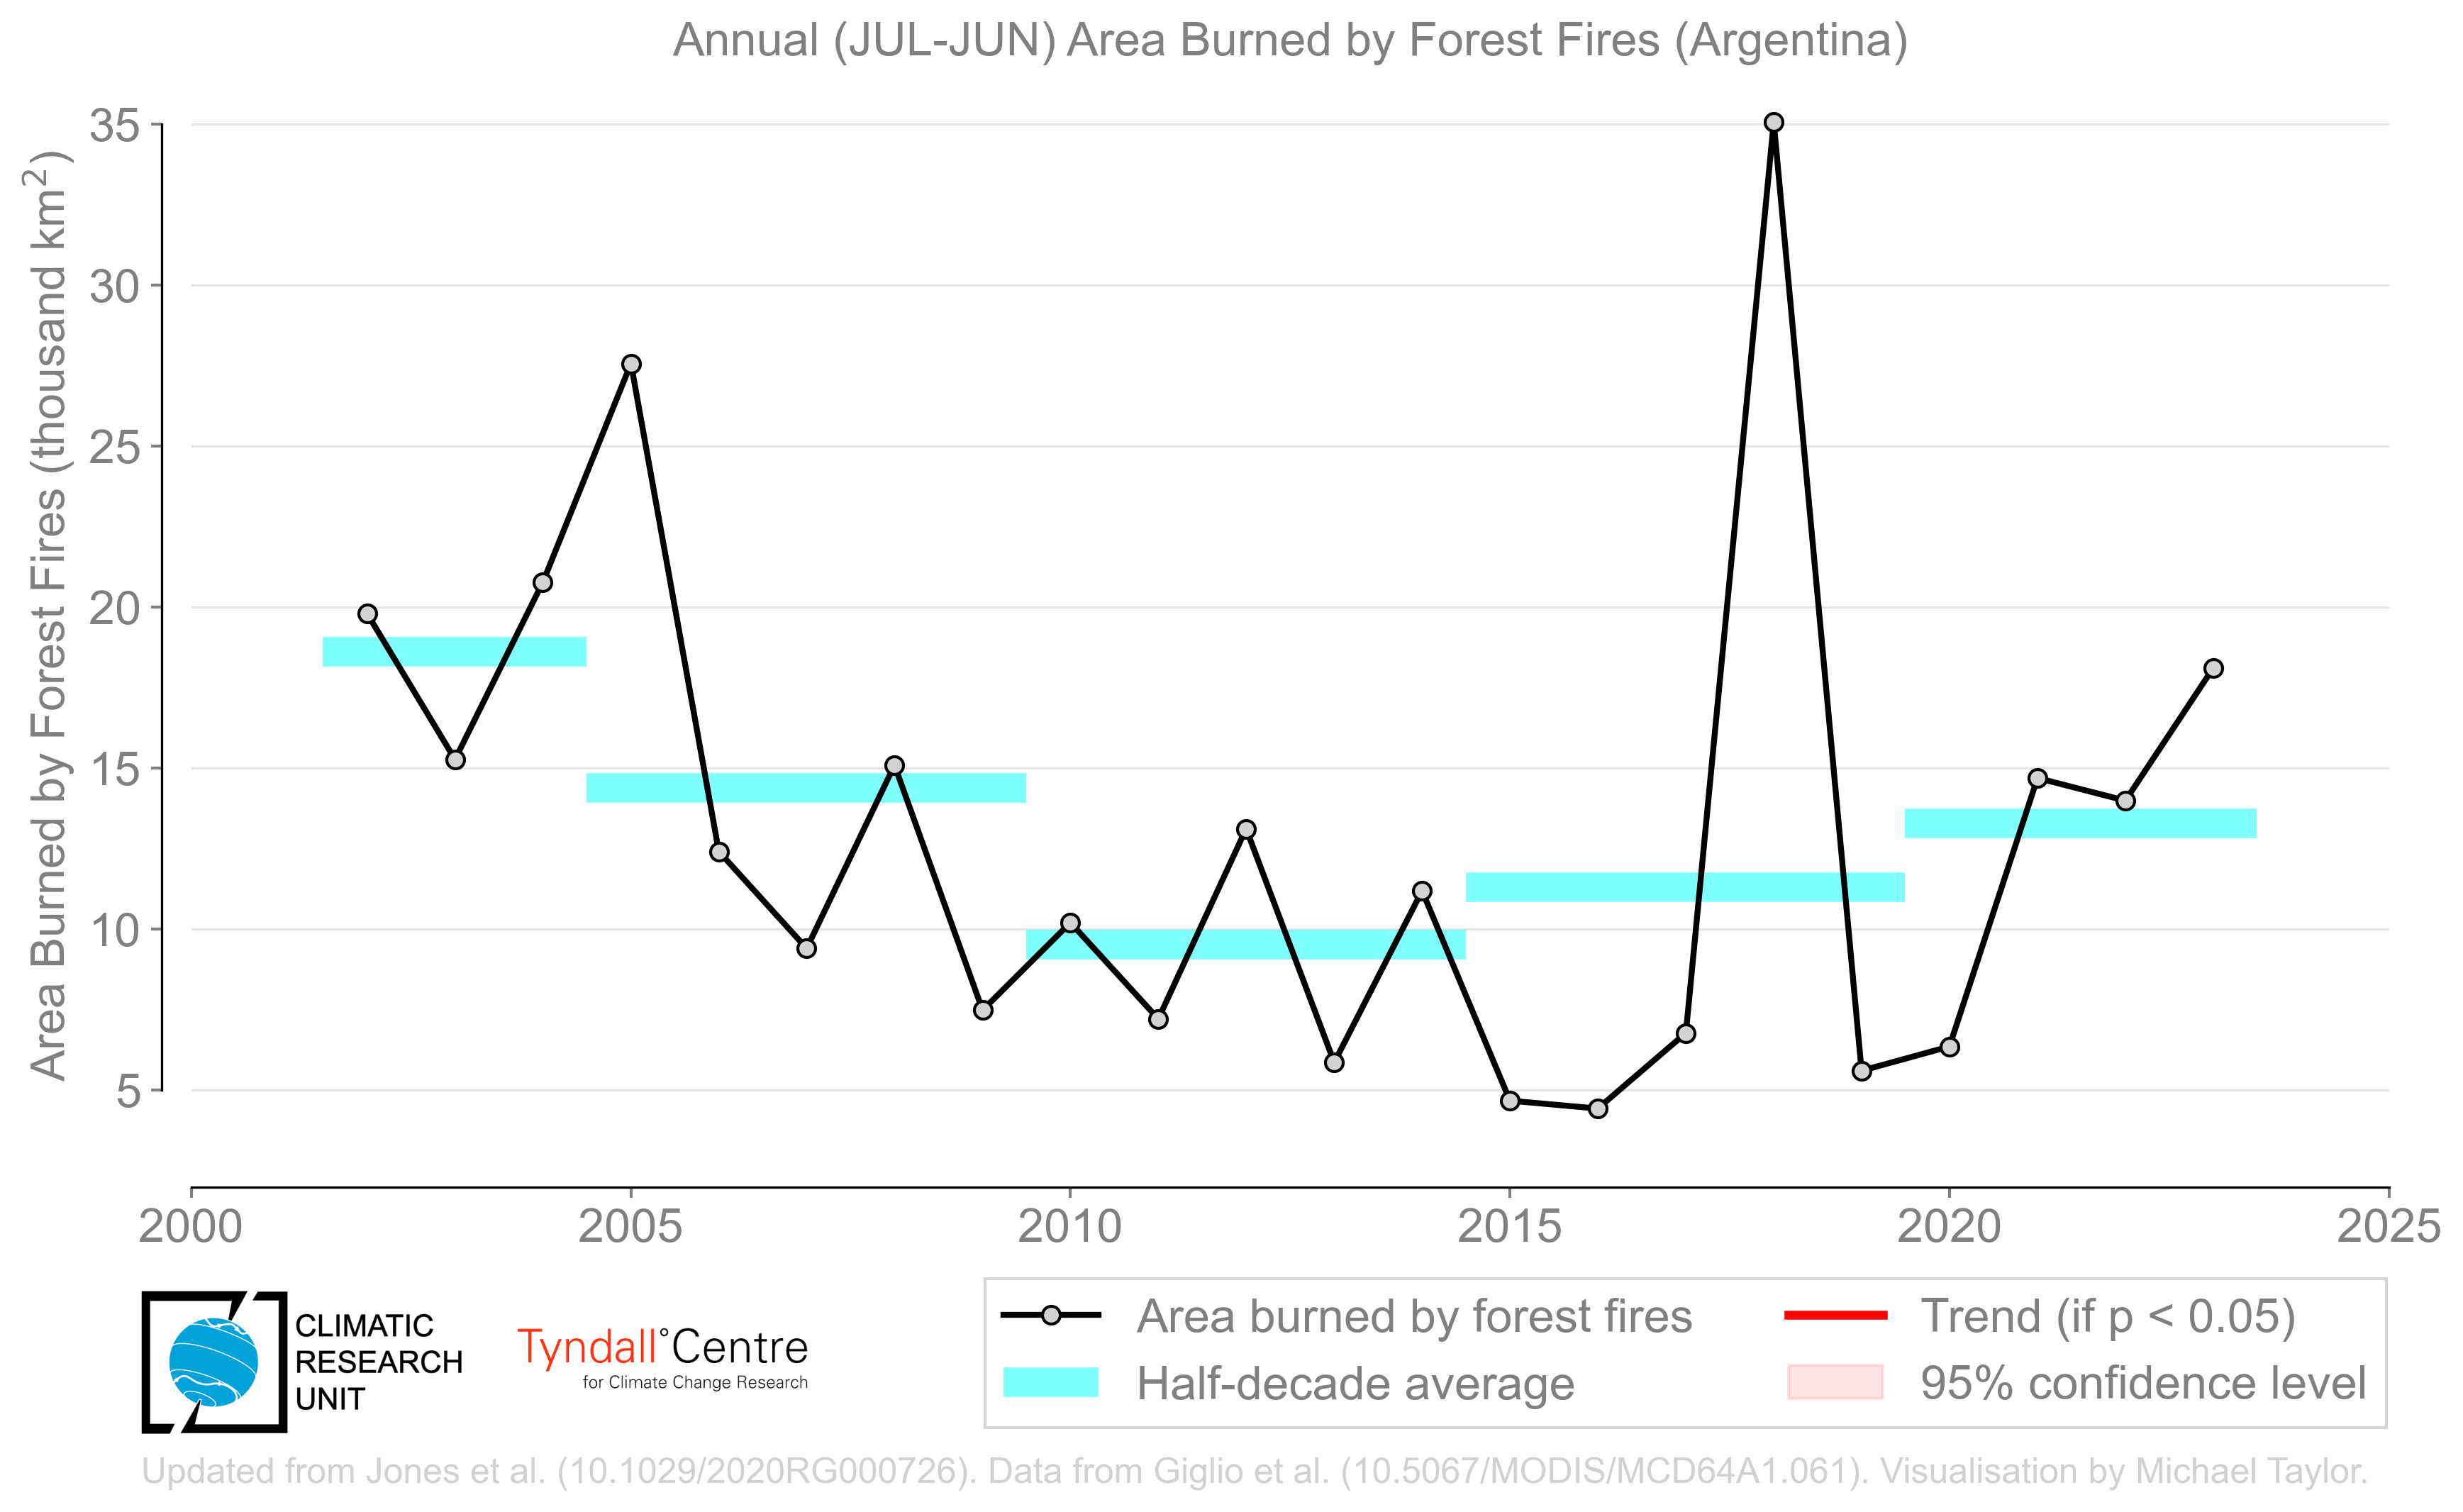 Annual (JUL-JUN) Area Burned by Forest Fires (Argentina)
Area Burned by Forest Fires (thousand km²)
35
30
25
20
15
10
5
2000 2005 2010 2015 2020 2025
CLIMATIC
RESEARCH
UNIT
Tyndall°Centre
for Climate Change Research
Area burned by forest fires
Half-decade average
Trend (if p < 0.05)
95% confidence level
Updated from Jones et al. (10.1029/2020RG000726). Data from Giglio et al. (10.5067/MODIS/MCD64A1.061). Visualisation by Michael Taylor.